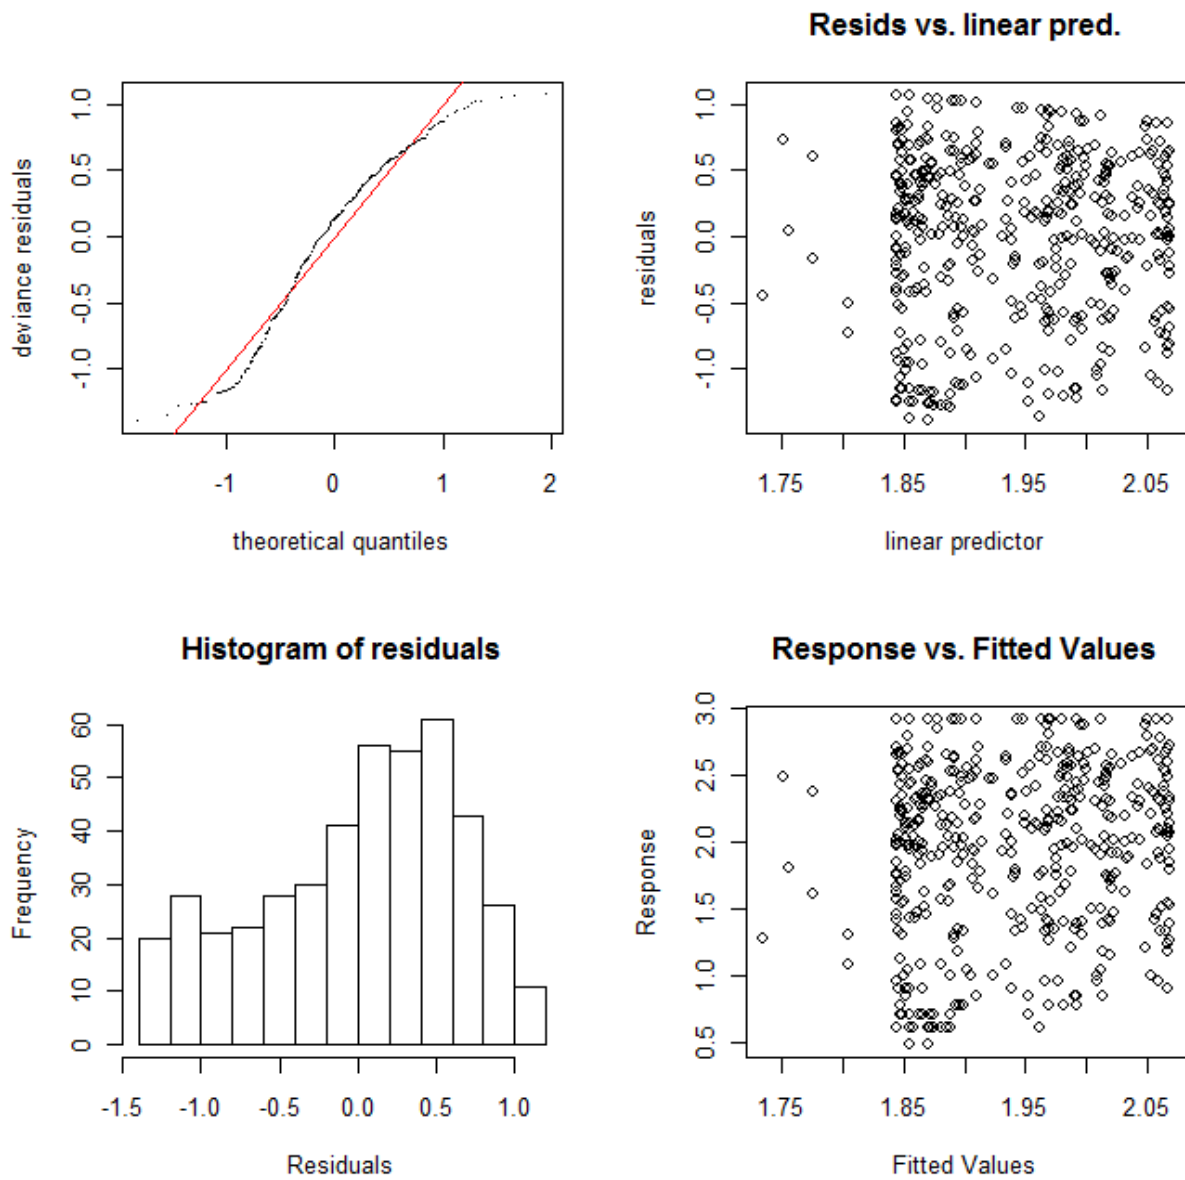 deviance residuals
1.0
0.5
0.0
-0.5
-1.0
-1 0 1 2
theoretical quantiles
Resids vs. linear pred.
residuals
1.0
0.5
0.0
-0.5
-1.0
1.75 1.85 1.95 2.05
linear predictor
Histogram of residuals
Frequency
60
50
40
30
20
10
0
-1.5 -1.0 -0.5 0.0 0.5 1.0
Residuals
Response vs. Fitted Values
Response
3.0
2.5
2.0
1.5
1.0
0.5
1.75 1.85 1.95 2.05
Fitted Values